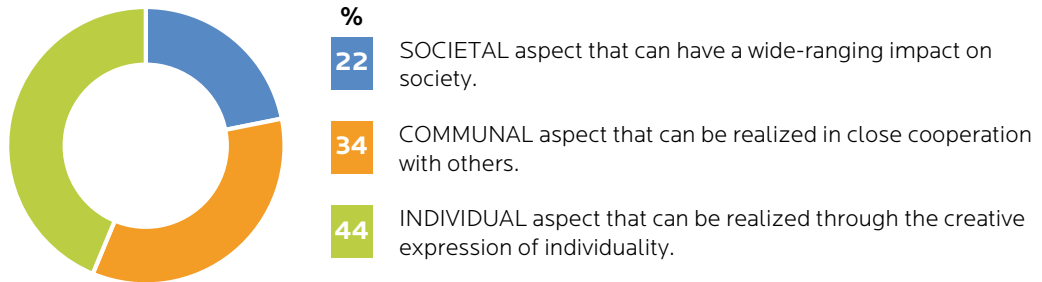 %
22
SOCIETAL aspect that can have a wide-ranging impact on
society.
34
COMMUNAL aspect that can be realized in close cooperation
with others.
44
INDIVIDUAL aspect that can be realized through the creative
expression of individuality.